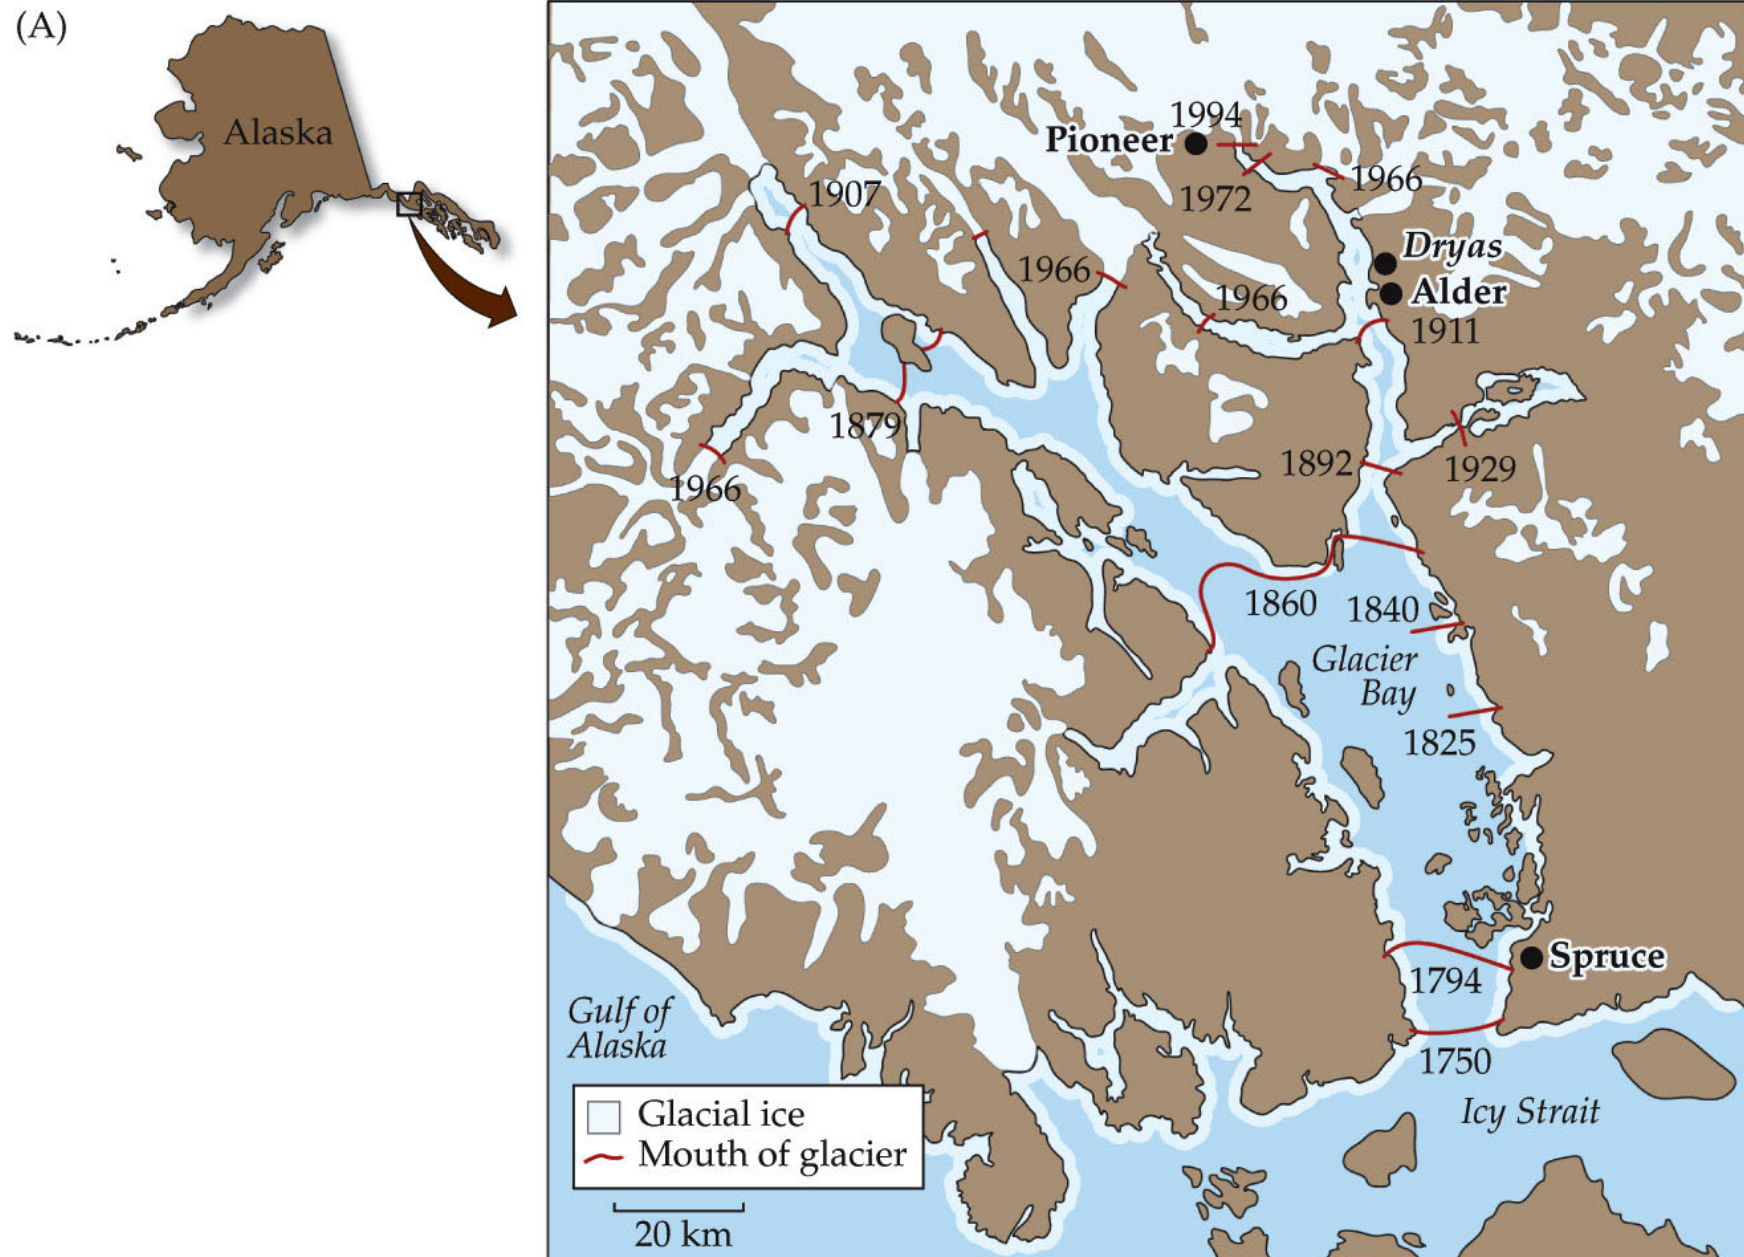 (A)
Alaska
1994
Pioneer
1972
1966
1907
Dryas
Alder
1966
1966
1911
1879
1966
1892
1929
1860
1840
Glacier
Bay
1825
Spruce
1794
1750
Gulf of
Alaska
Icy Strait
Glacial ice
Mouth of glacier
20 km